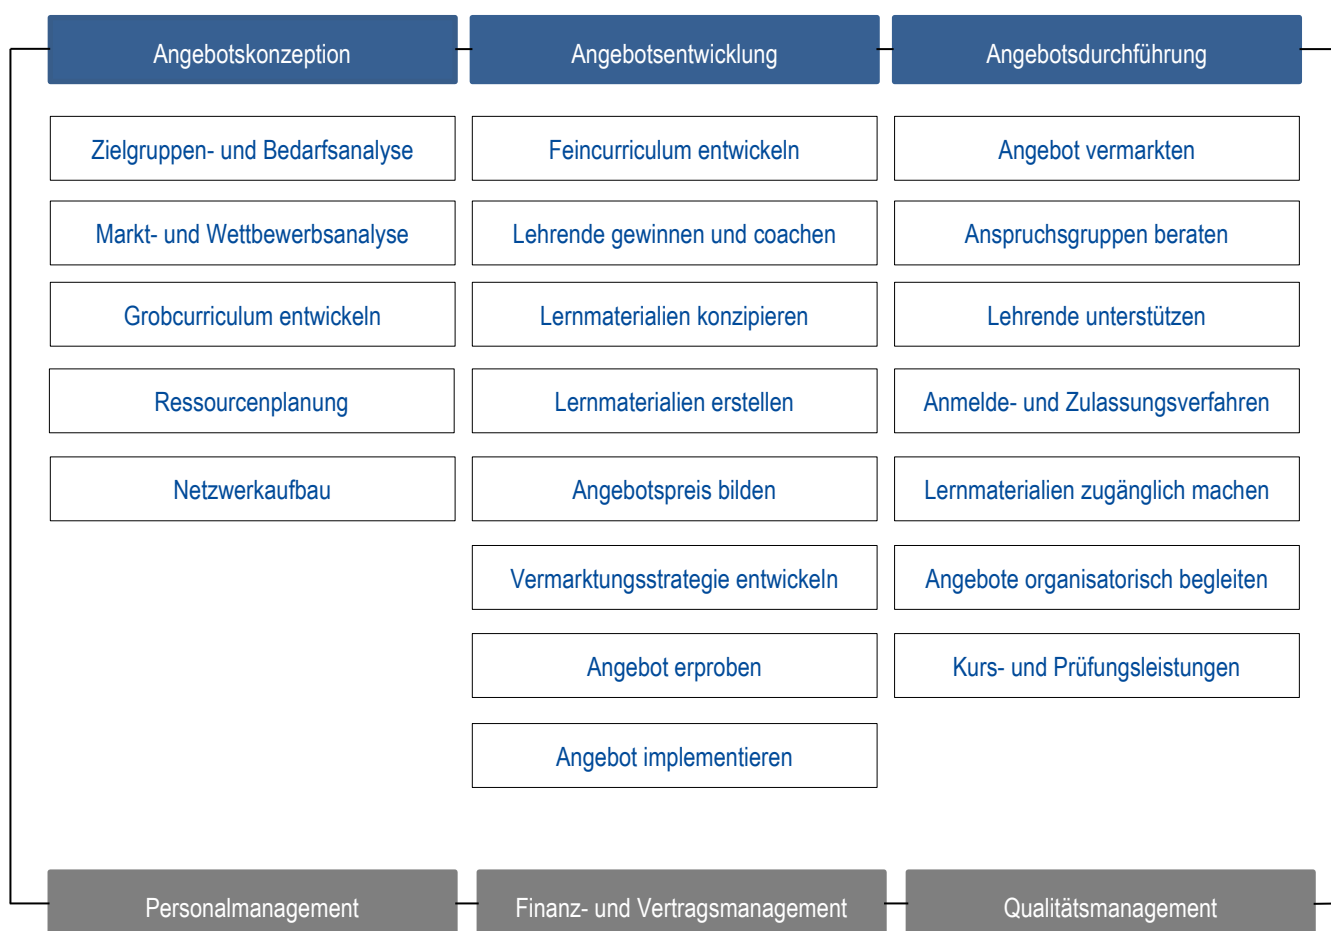 Angebotskonzeption
Angebotsentwicklung
Angebotsdurchführung
Zielgruppen- und Bedarfsanalyse
Feincurriculum entwickeln
Angebot vermarkten
Markt- und Wettbewerbsanalyse
Lehrende gewinnen und coachen
Anspruchsgruppen beraten
Grobcurriculum entwickeln
Lernmaterialien konzipieren
Lehrende unterstützen
Ressourcenplanung
Lernmaterialien erstellen
Anmelde- und Zulassungsverfahren
Netzwerkaufbau
Angebotspreis bilden
Lernmaterialien zugänglich machen
Vermarktungsstrategie entwickeln
Angebote organisatorisch begleiten
Angebot erproben
Kurs- und Prüfungsleistungen
Angebot implementieren
Personalmanagement
Finanz- und Vertragsmanagement
Qualitätsmanagement